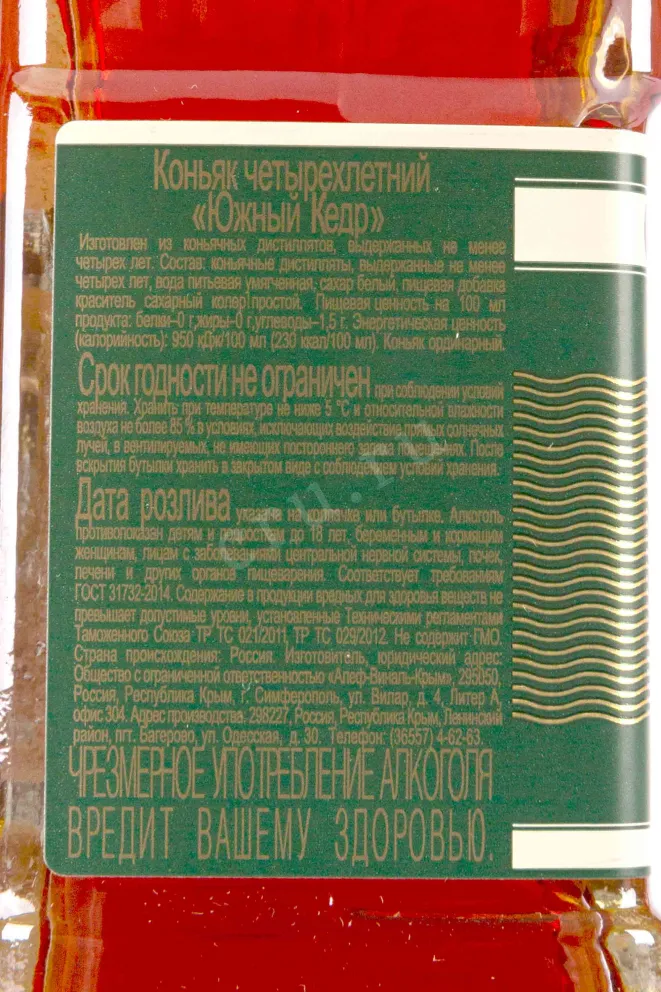 Коньяк четырехлетний
«Южный Кедр»
Изготовлен из коньячных дистиллятов, выдержанных не менее
четырех лет. Состав: коньячные дистилляты, выдержанные не менее
четырех лет, вода питьевая умягченная, сахар белый, пищевая добавка
краситель сахарный колер простой. Пищевая ценность на 100 мл
продукта: белки–0 г,жиры–0 г,углеводы–1,5 г. Энергетическая ценность
(калорийность): 950 кДж/100 мл (230 ккал/100 мл). Коньяк ординарный.
Срок годности не ограничен при соблюдении условий
хранения. Хранить при температуре не ниже 5 °С и относительной влажности
воздуха не более 85 % в условиях, исключающих воздействие прямых солнечных
лучей, в вентилируемых, не имеющих постороннего запаха помещениях. После
вскрытия бутылки хранить в закрытом виде с соблюдением условий хранения.
Дата розлива указана на колпачке или бутылке. Алкоголь
противопоказан детям и подросткам до 18 лет, беременным и кормящим
женщинам, лицам с заболеваниями центральной нервной системы, почек,
печени и других органов пищеварения. Соответствует требованиям
ГОСТ 31732-2014. Содержание в продукции вредных для здоровья веществ не
превышает допустимые уровни, установленные Техническими регламентами
Таможенного Союза ТР ТС 021/2011, ТР ТС 029/2012. Не содержит ГМО.
Страна происхождения: Россия. Изготовитель, юридический адрес:
Общество с ограниченной ответственностью «Алеф-Виналь-Крым», 295050,
Россия, Республика Крым, г. Симферополь, ул. Вилар, д. 4, Литер А,
офис 304. Адрес производства: 298227, Россия, Республика Крым, Ленинский
район, пгт. Багерово, ул. Одесская, д. 30. Телефон: (36557) 4-62-63.
ЧРЕЗМЕРНОЕ УПОТРЕБЛЕНИЕ АЛКОГОЛЯ
ВРЕДИТ ВАШЕМУ ЗДОРОВЬЮ.